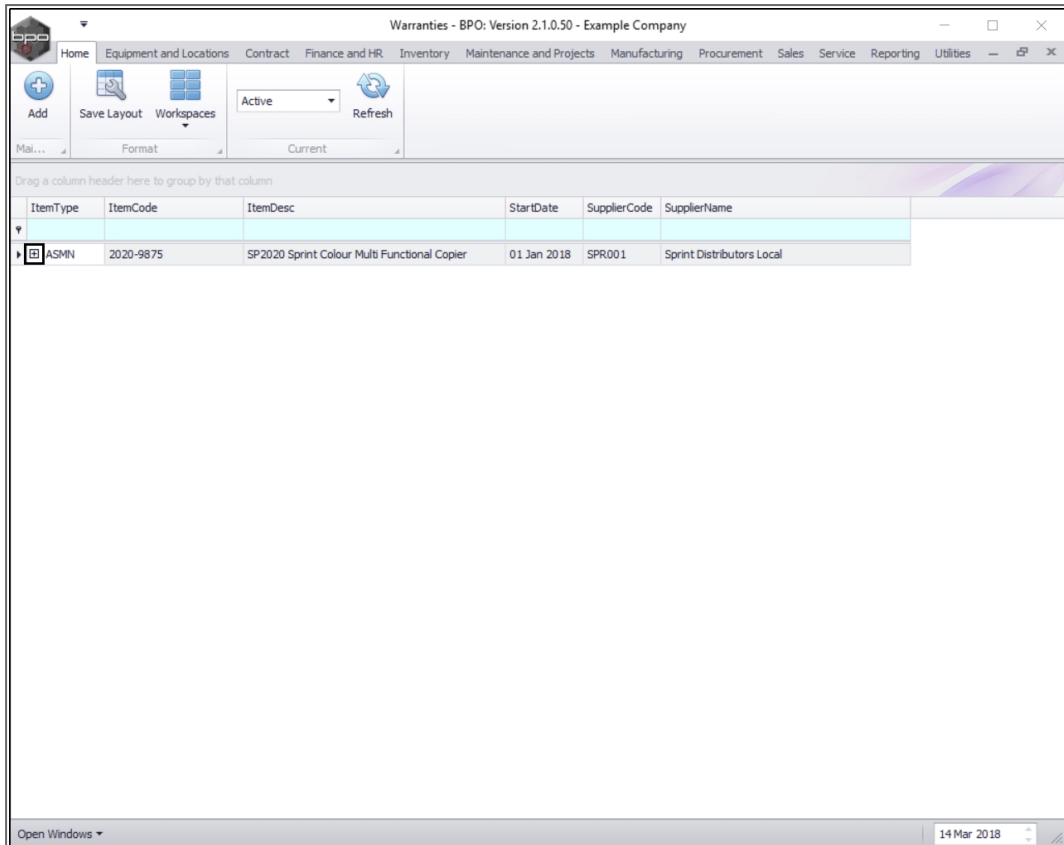 Warranties - BPO: Version 2.1.0.50 - Example Company
bpo
Home Equipment and Locations Contract Finance and HR Inventory Maintenance and Projects Manufacturing Procurement Sales Service Reporting Utilities
Add Save Layout Workspaces Active Refresh
Mai... Format Current
Drag a column header here to group by that column
ItemType ItemCode ItemDesc StartDate SupplierCode SupplierName
ASMN 2020-9875 SP2020 Sprint Colour Multi Functional Copier 01 Jan 2018 SPR001 Sprint Distributors Local
Open Windows 14 Mar 2018